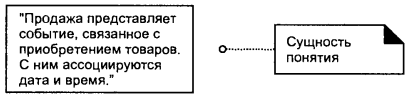 "Продажа представляет
событие, связанное с
приобретением товаров.
С ним ассоциируются
дата и время."
Сущность
понятия